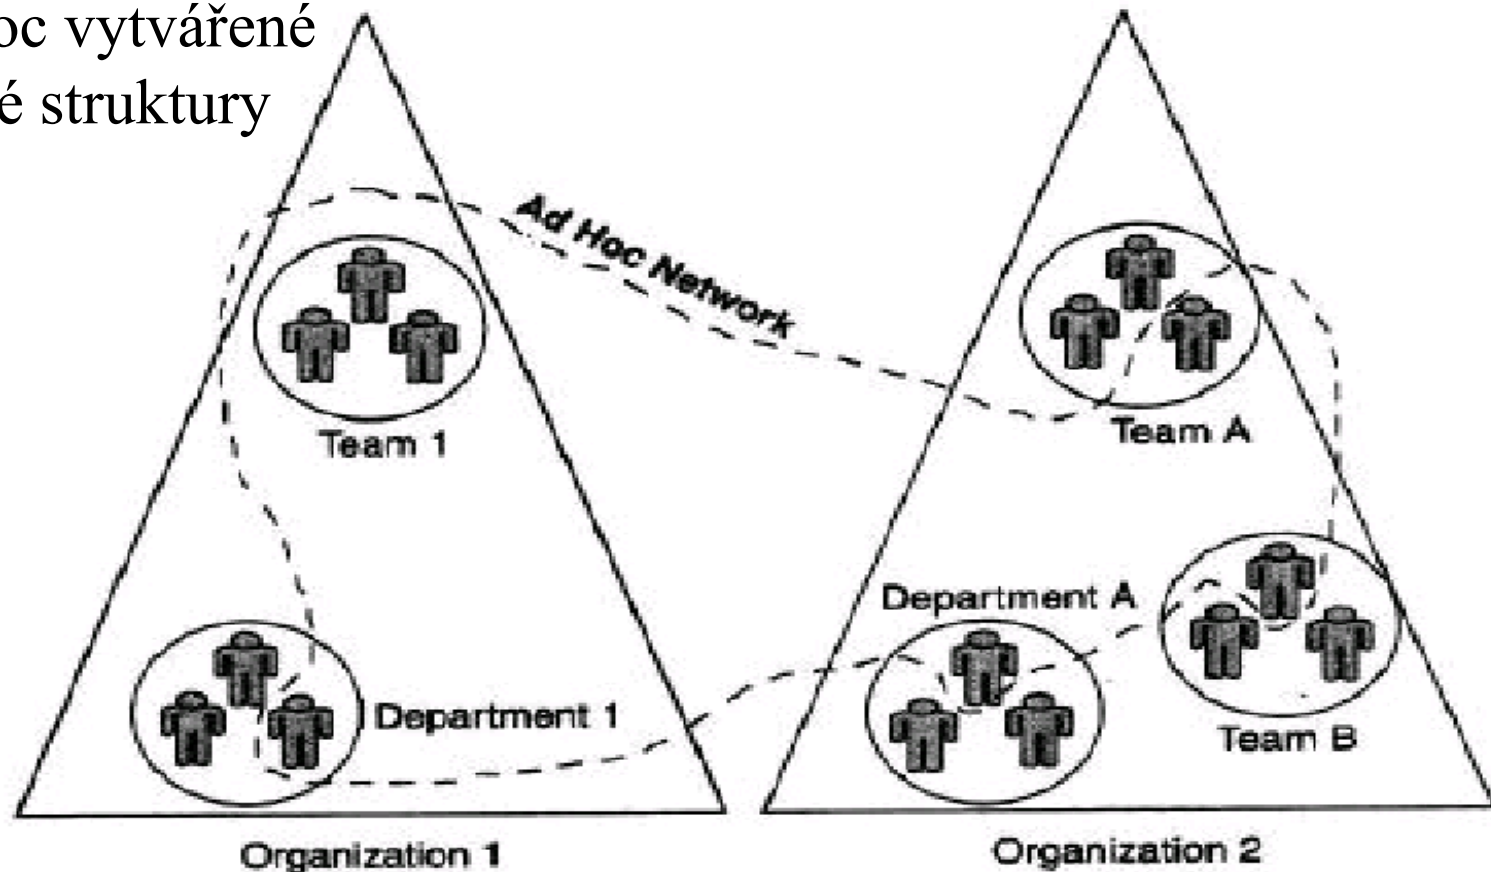 oc vytvářené
é struktury
Ad Hoc Network
Team 1
Team A
Department A
Department 1
Team B
Organization 1
Organization 2